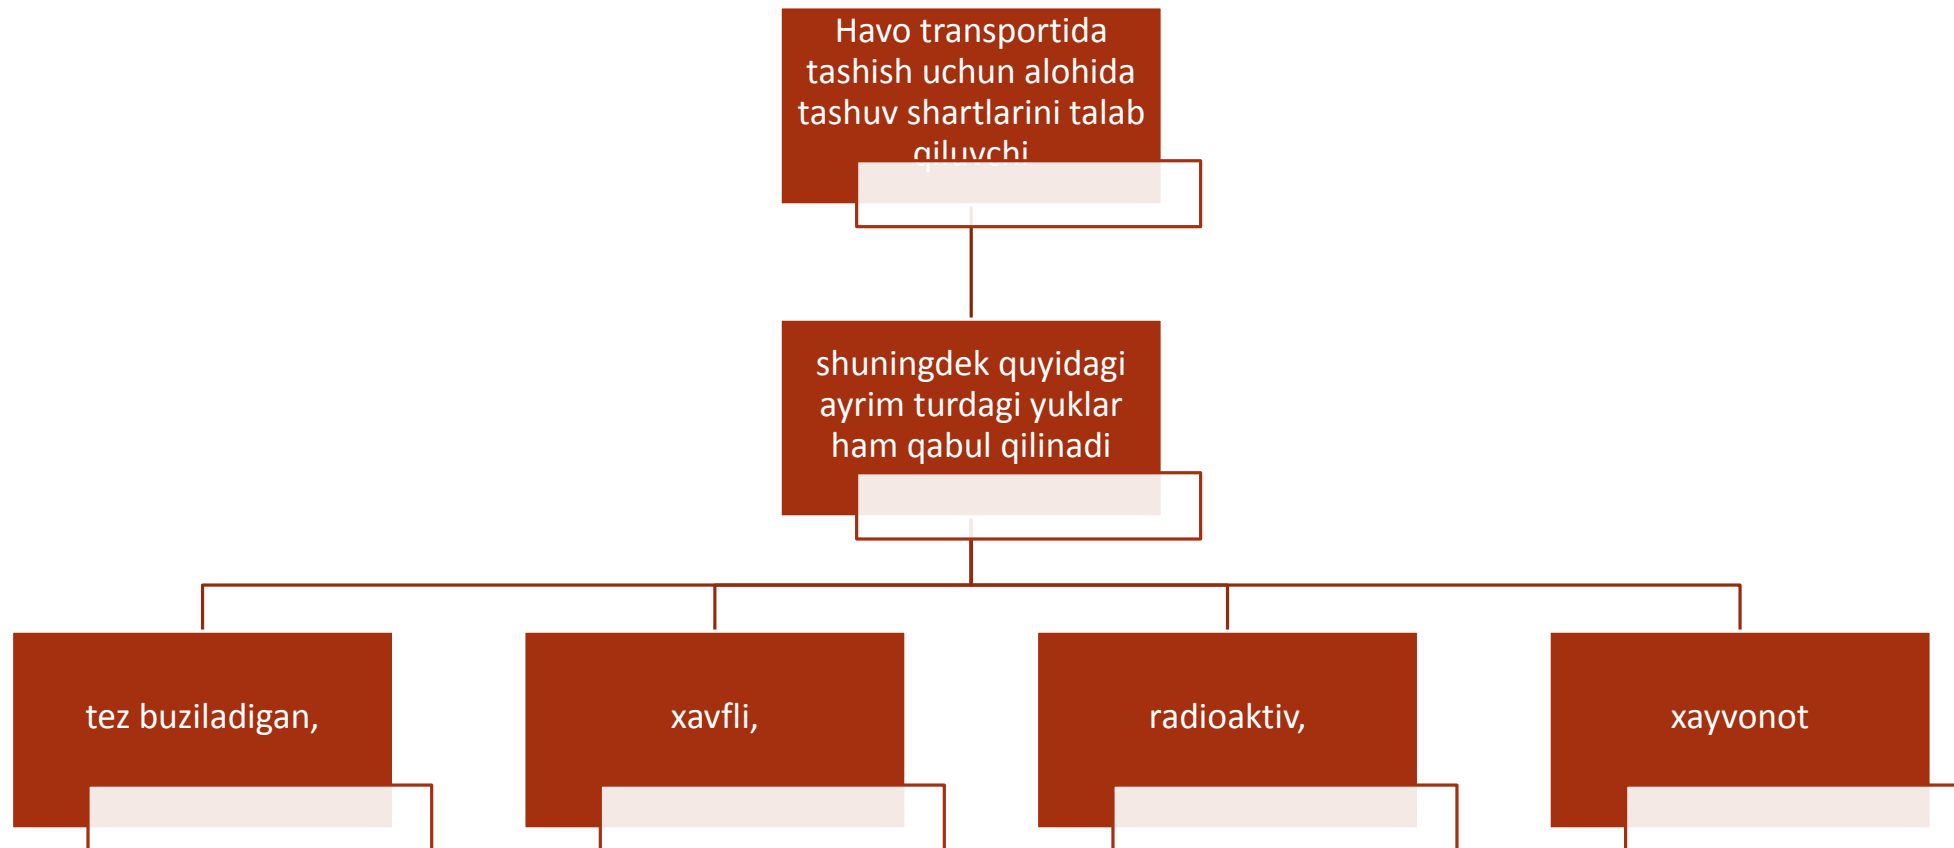 Havo transportida
tashish uchun alohida
tashuv shartlarini talab
qiluvchi
shuningdek quyidagi
ayrim turdagi yuklar
ham qabul qilinadi
tez buziladigan,
xavfli,
radioaktiv,
xayvonot